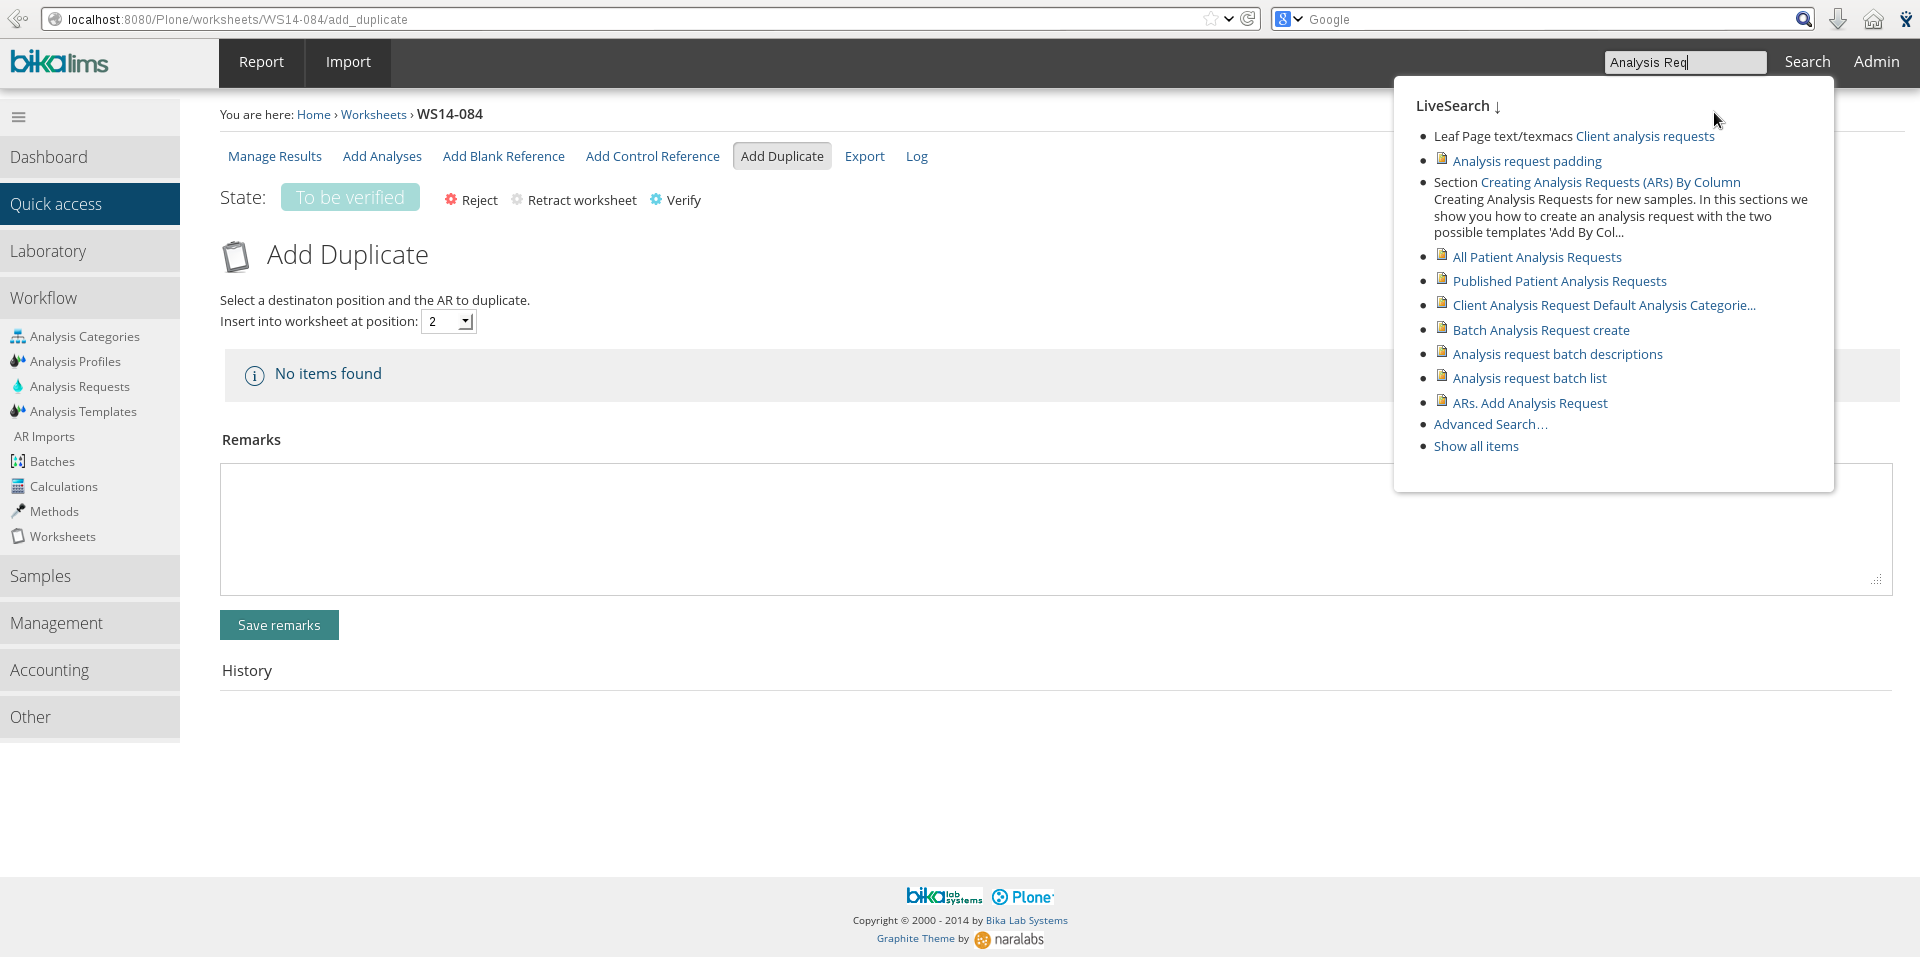 localhost:8080/Plone/worksheets/WS14-084/add_duplicate
Google
bikalims
Report
Import
Analysis Req
Search
Admin
You are here: Home › Worksheets › WS14-084
Manage Results
Add Analyses
Add Blank Reference
Add Control Reference
Add Duplicate
Export
Log
State:
To be verified
Reject
Retract worksheet
Verify
Add Duplicate
Select a destinaton position and the AR to duplicate.
Insert into worksheet at position: 2
No items found
Remarks
Save remarks
History
Dashboard
Quick access
Laboratory
Workflow
Analysis Categories
Analysis Profiles
Analysis Requests
Analysis Templates
AR Imports
Batches
Calculations
Methods
Worksheets
Samples
Management
Accounting
Other
LiveSearch ↓
Leaf Page text/texmacs Client analysis requests
Analysis request padding
Section Creating Analysis Requests (ARs) By Column
Creating Analysis Requests for new samples. In this sections we
show you how to create an analysis request with the two
possible templates 'Add By Col...
All Patient Analysis Requests
Published Patient Analysis Requests
Client Analysis Request Default Analysis Categorie...
Batch Analysis Request create
Analysis request batch descriptions
Analysis request batch list
ARs. Add Analysis Request
Advanced Search…
Show all items
bika lab systems
Plone
Copyright © 2000 - 2014 by Bika Lab Systems
Graphite Theme by naralabs